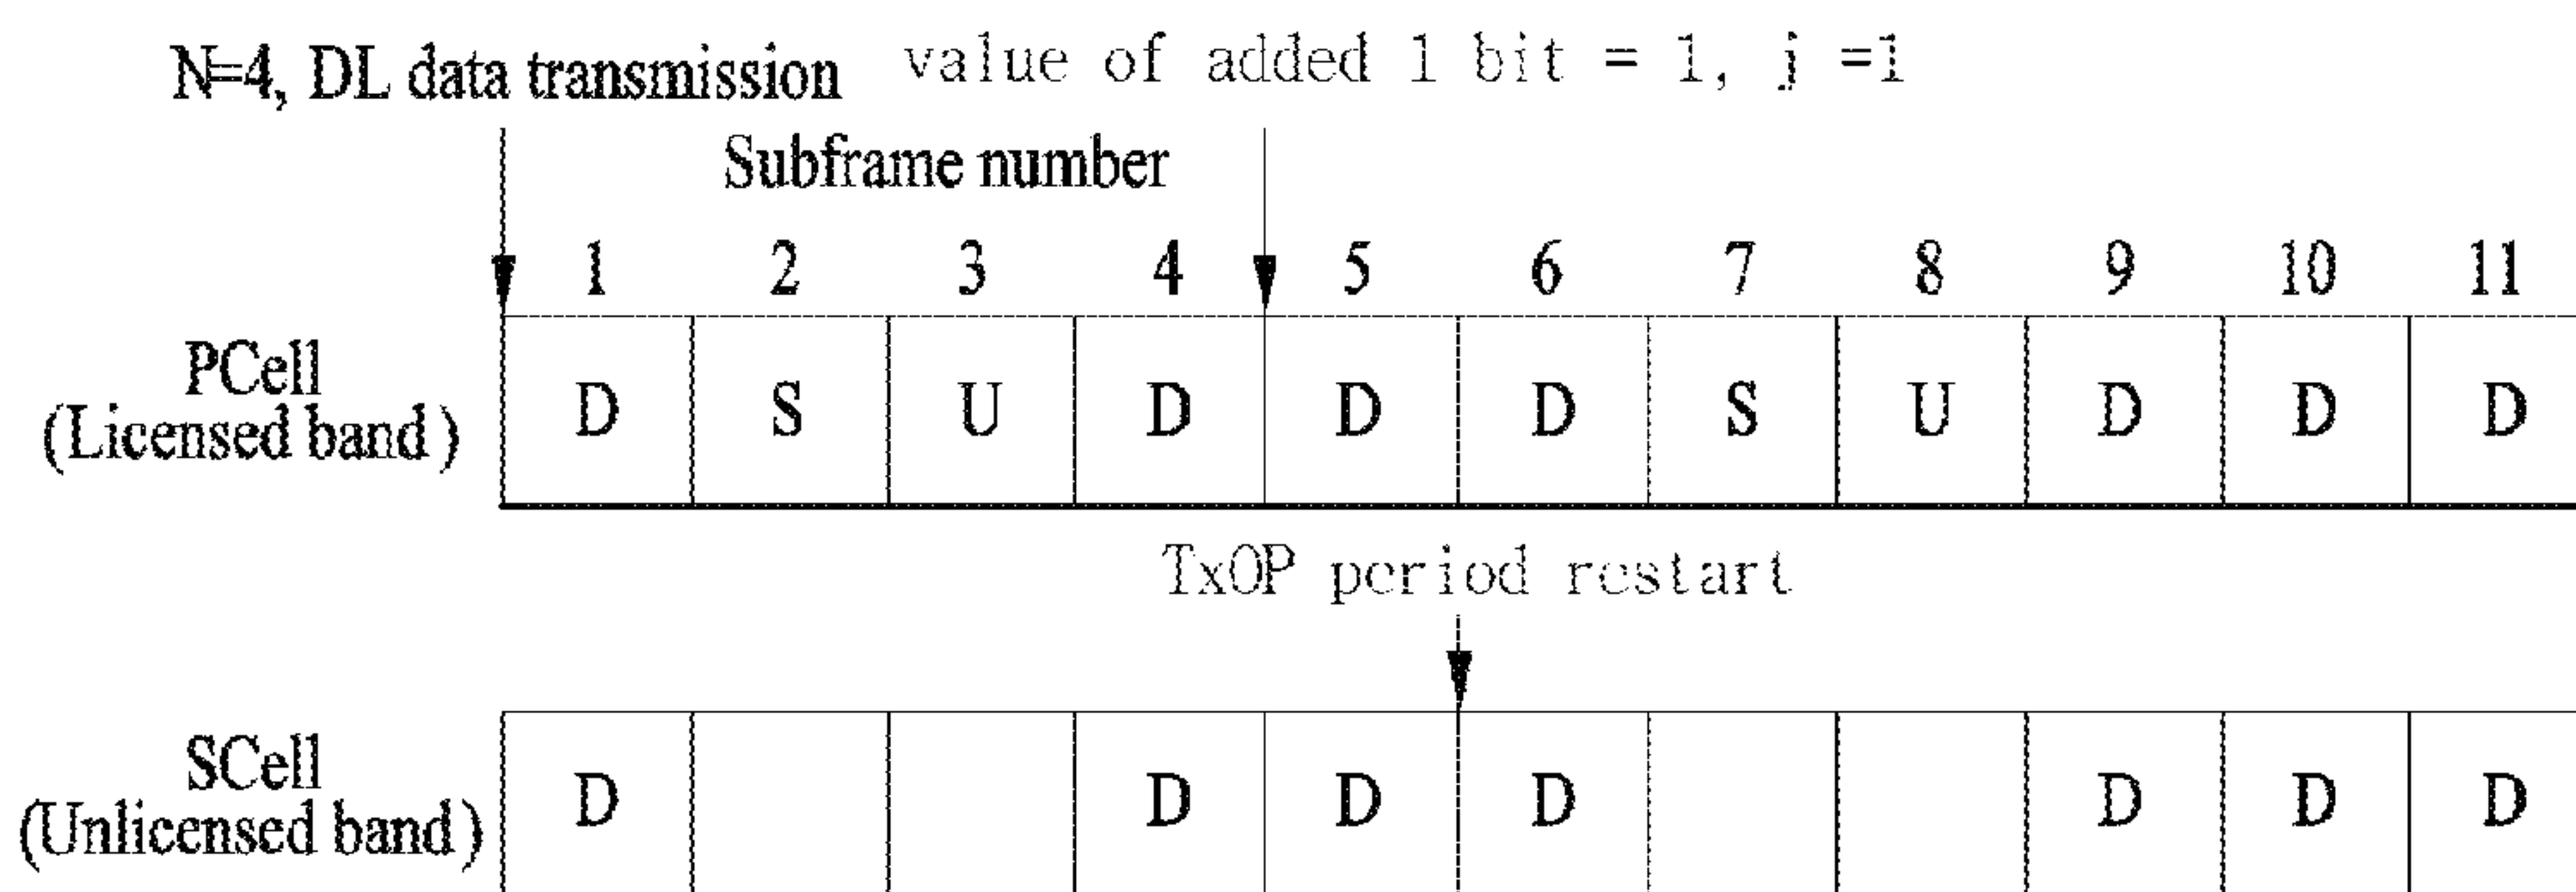 N=4, DL data transmission value of added 1 bit = 1, j =1
Subframe number
1 2 3 4 5 6 7 8 9 10 11
PCell
(Licensed band)
D S U D D D S U D D D
TxOP period restart
SCell
(Unlicensed band)
D D D D D D D